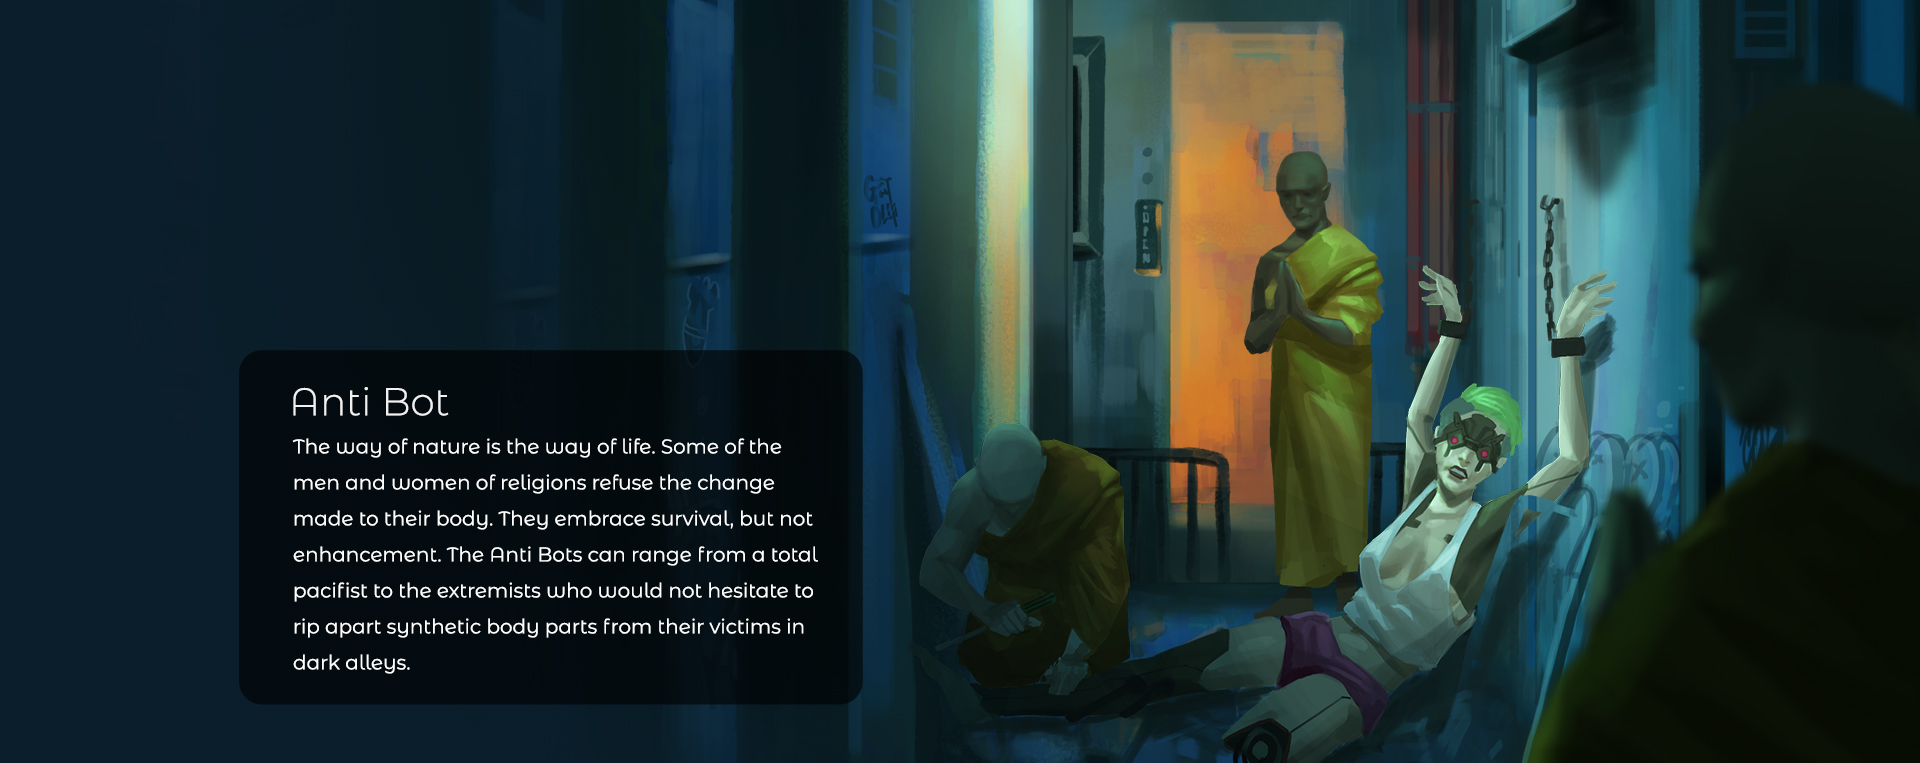 GET
OPEN
Anti Bot
The way of nature is the way of life. Some of the
men and women of religions refuse the change
made to their body. They embrace survival, but not
enhancement. The Anti Bots can range from a total
pacifist to the extremists who would not hesitate to
rip apart synthetic body parts from their victims in
dark alleys.